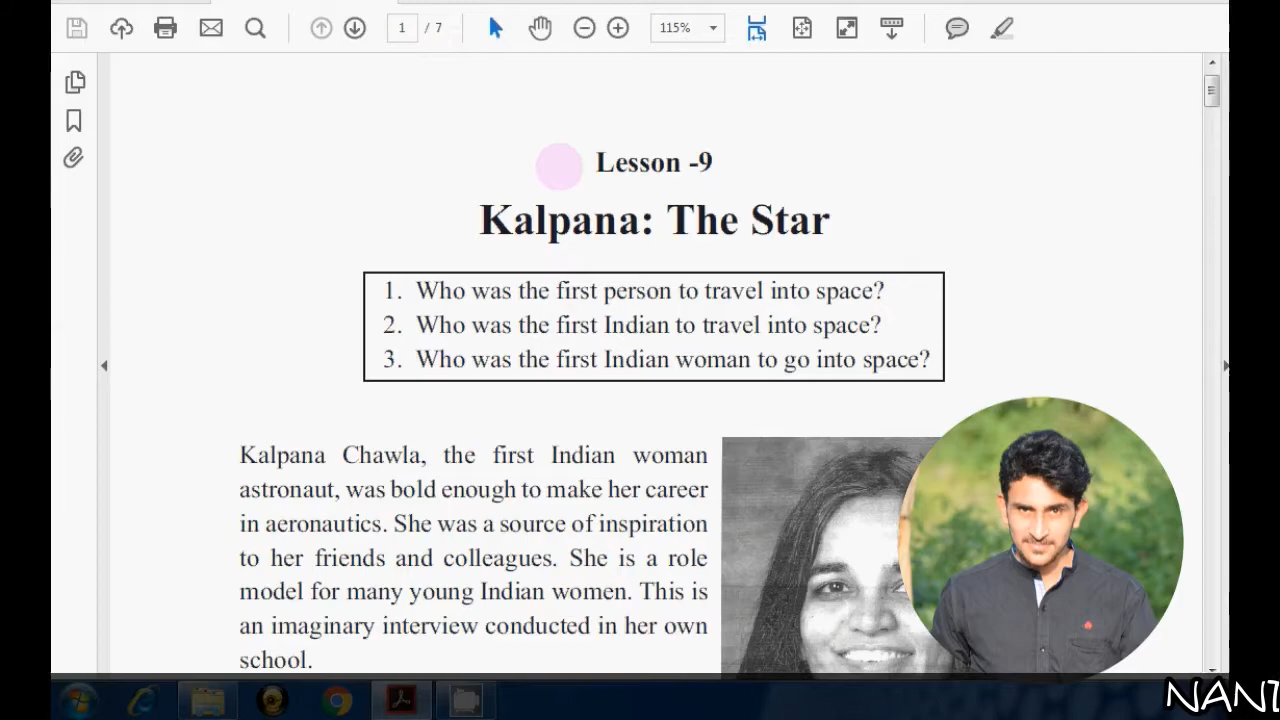 1 / 7 115%
Lesson -9
Kalpana: The Star
1. Who was the first person to travel into space?
2. Who was the first Indian to travel into space?
3. Who was the first Indian woman to go into space?
Kalpana Chawla, the first Indian woman
astronaut, was bold enough to make her career
in aeronautics. She was a source of inspiration
to her friends and colleagues. She is a role
model for many young Indian women. This is
an imaginary interview conducted in her own
school.